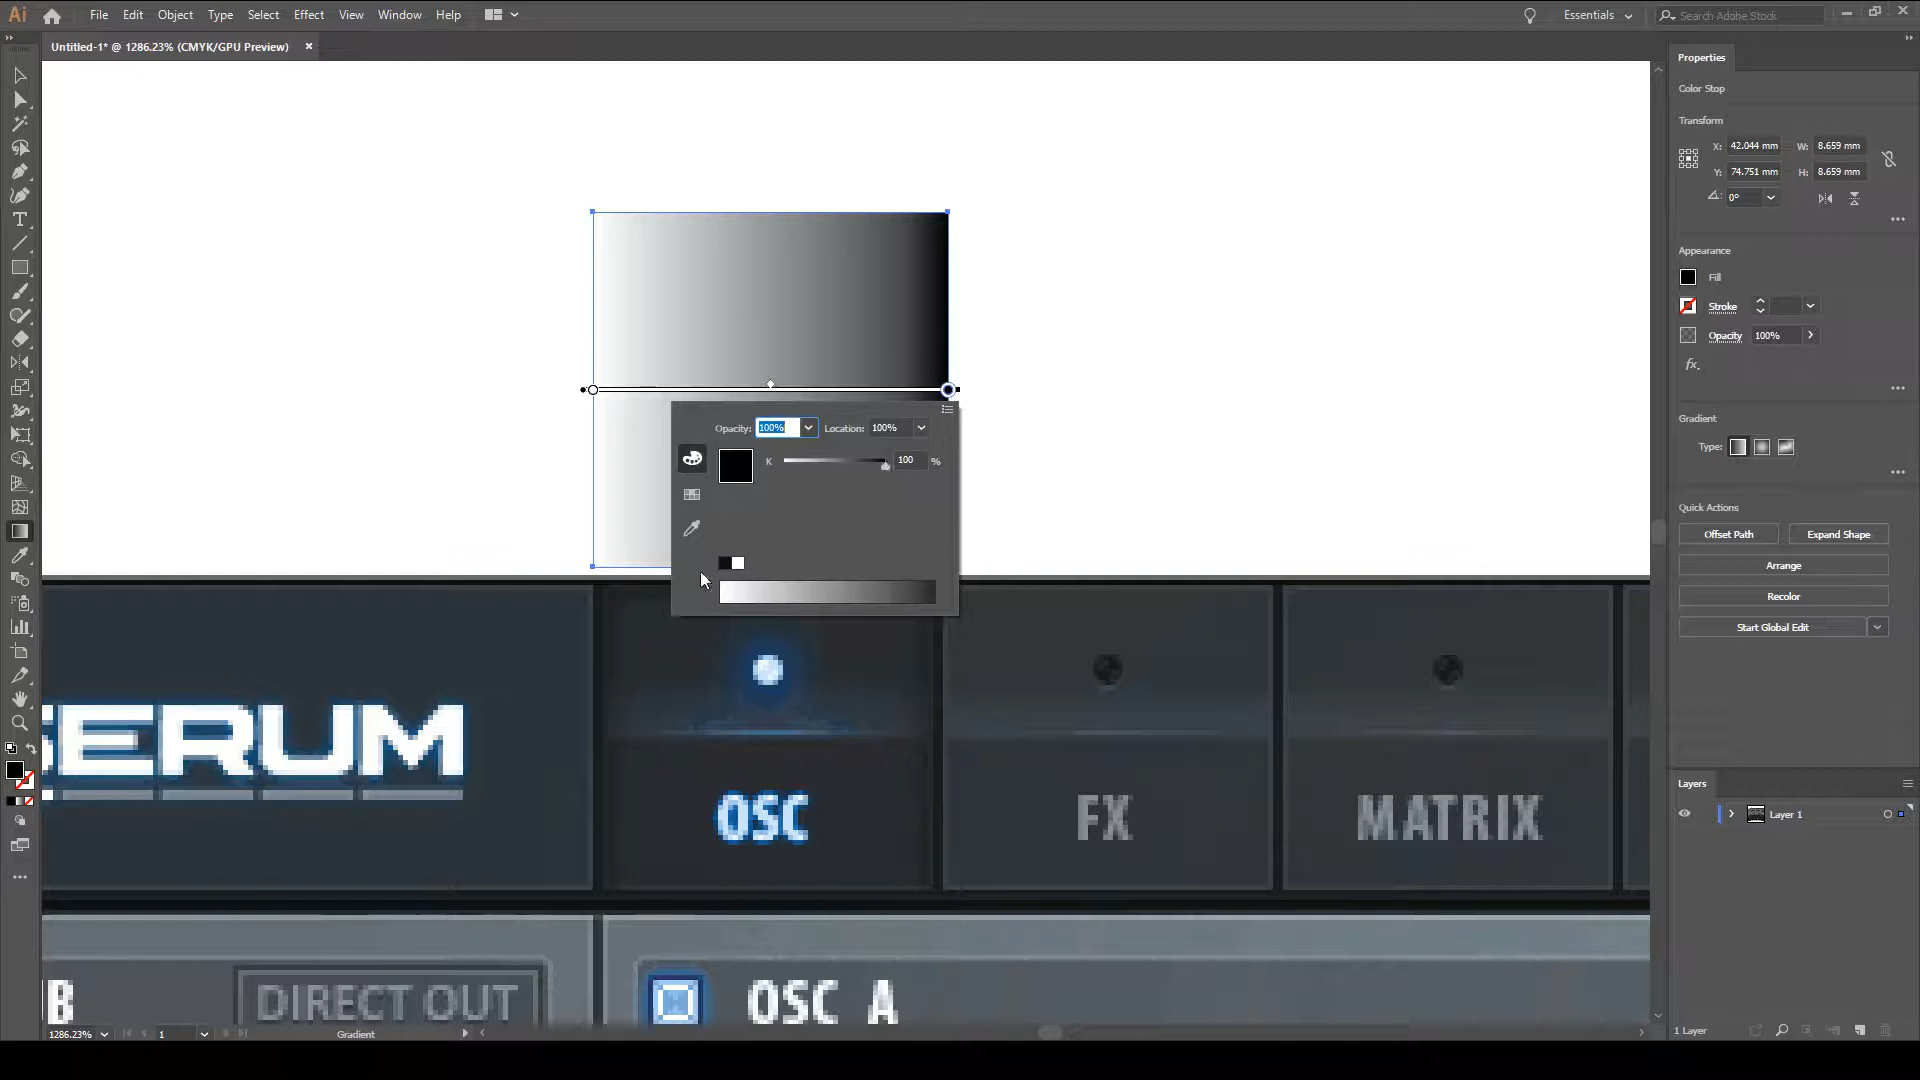 Ai File Edit Object Type Select Effect View Window Help Essentials Search Adobe Stock
Untitled-1* @ 1286.23% (CMYK/GPU Preview)
Properties
Color Stop
Transform
X: 42.044 mm W: 8.659 mm
Y: 74.751 mm H: 8.659 mm
0°
Appearance
Fill
Stroke
Opacity 100%
fx.
Gradient
Type:
Quick Actions
Offset Path Expand Shape
Arrange
Recolor
Start Global Edit
Opacity: 100% Location: 100%
K 100 %
SERUM
OSC FX MATRIX
B DIRECT OUT OSC A
Layers
Layer 1
1286.23% 1 Gradient
1 Layer